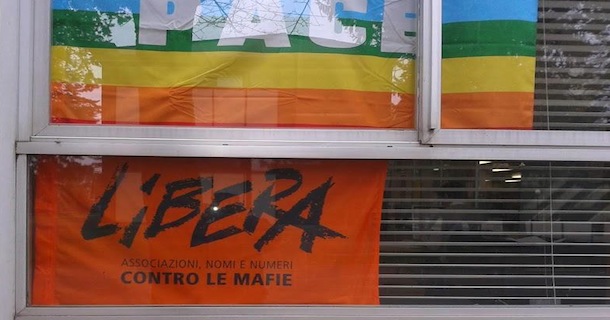 PACE
LIBERA
ASSOCIAZIONI, NOMI E NUMERI
CONTRO LE MAFIE